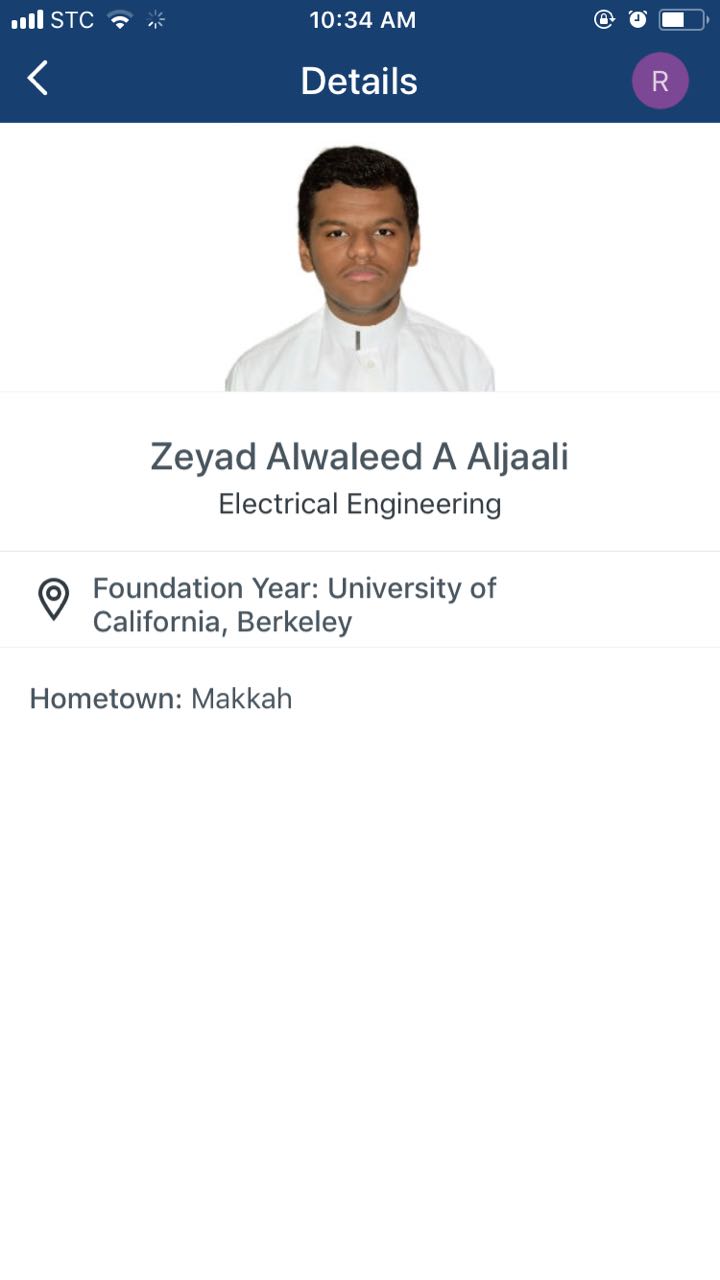 STC 10:34 AM
Details
R
Zeyad Alwaleed A Aljaali
Electrical Engineering
Foundation Year: University of
California, Berkeley
Hometown: Makkah